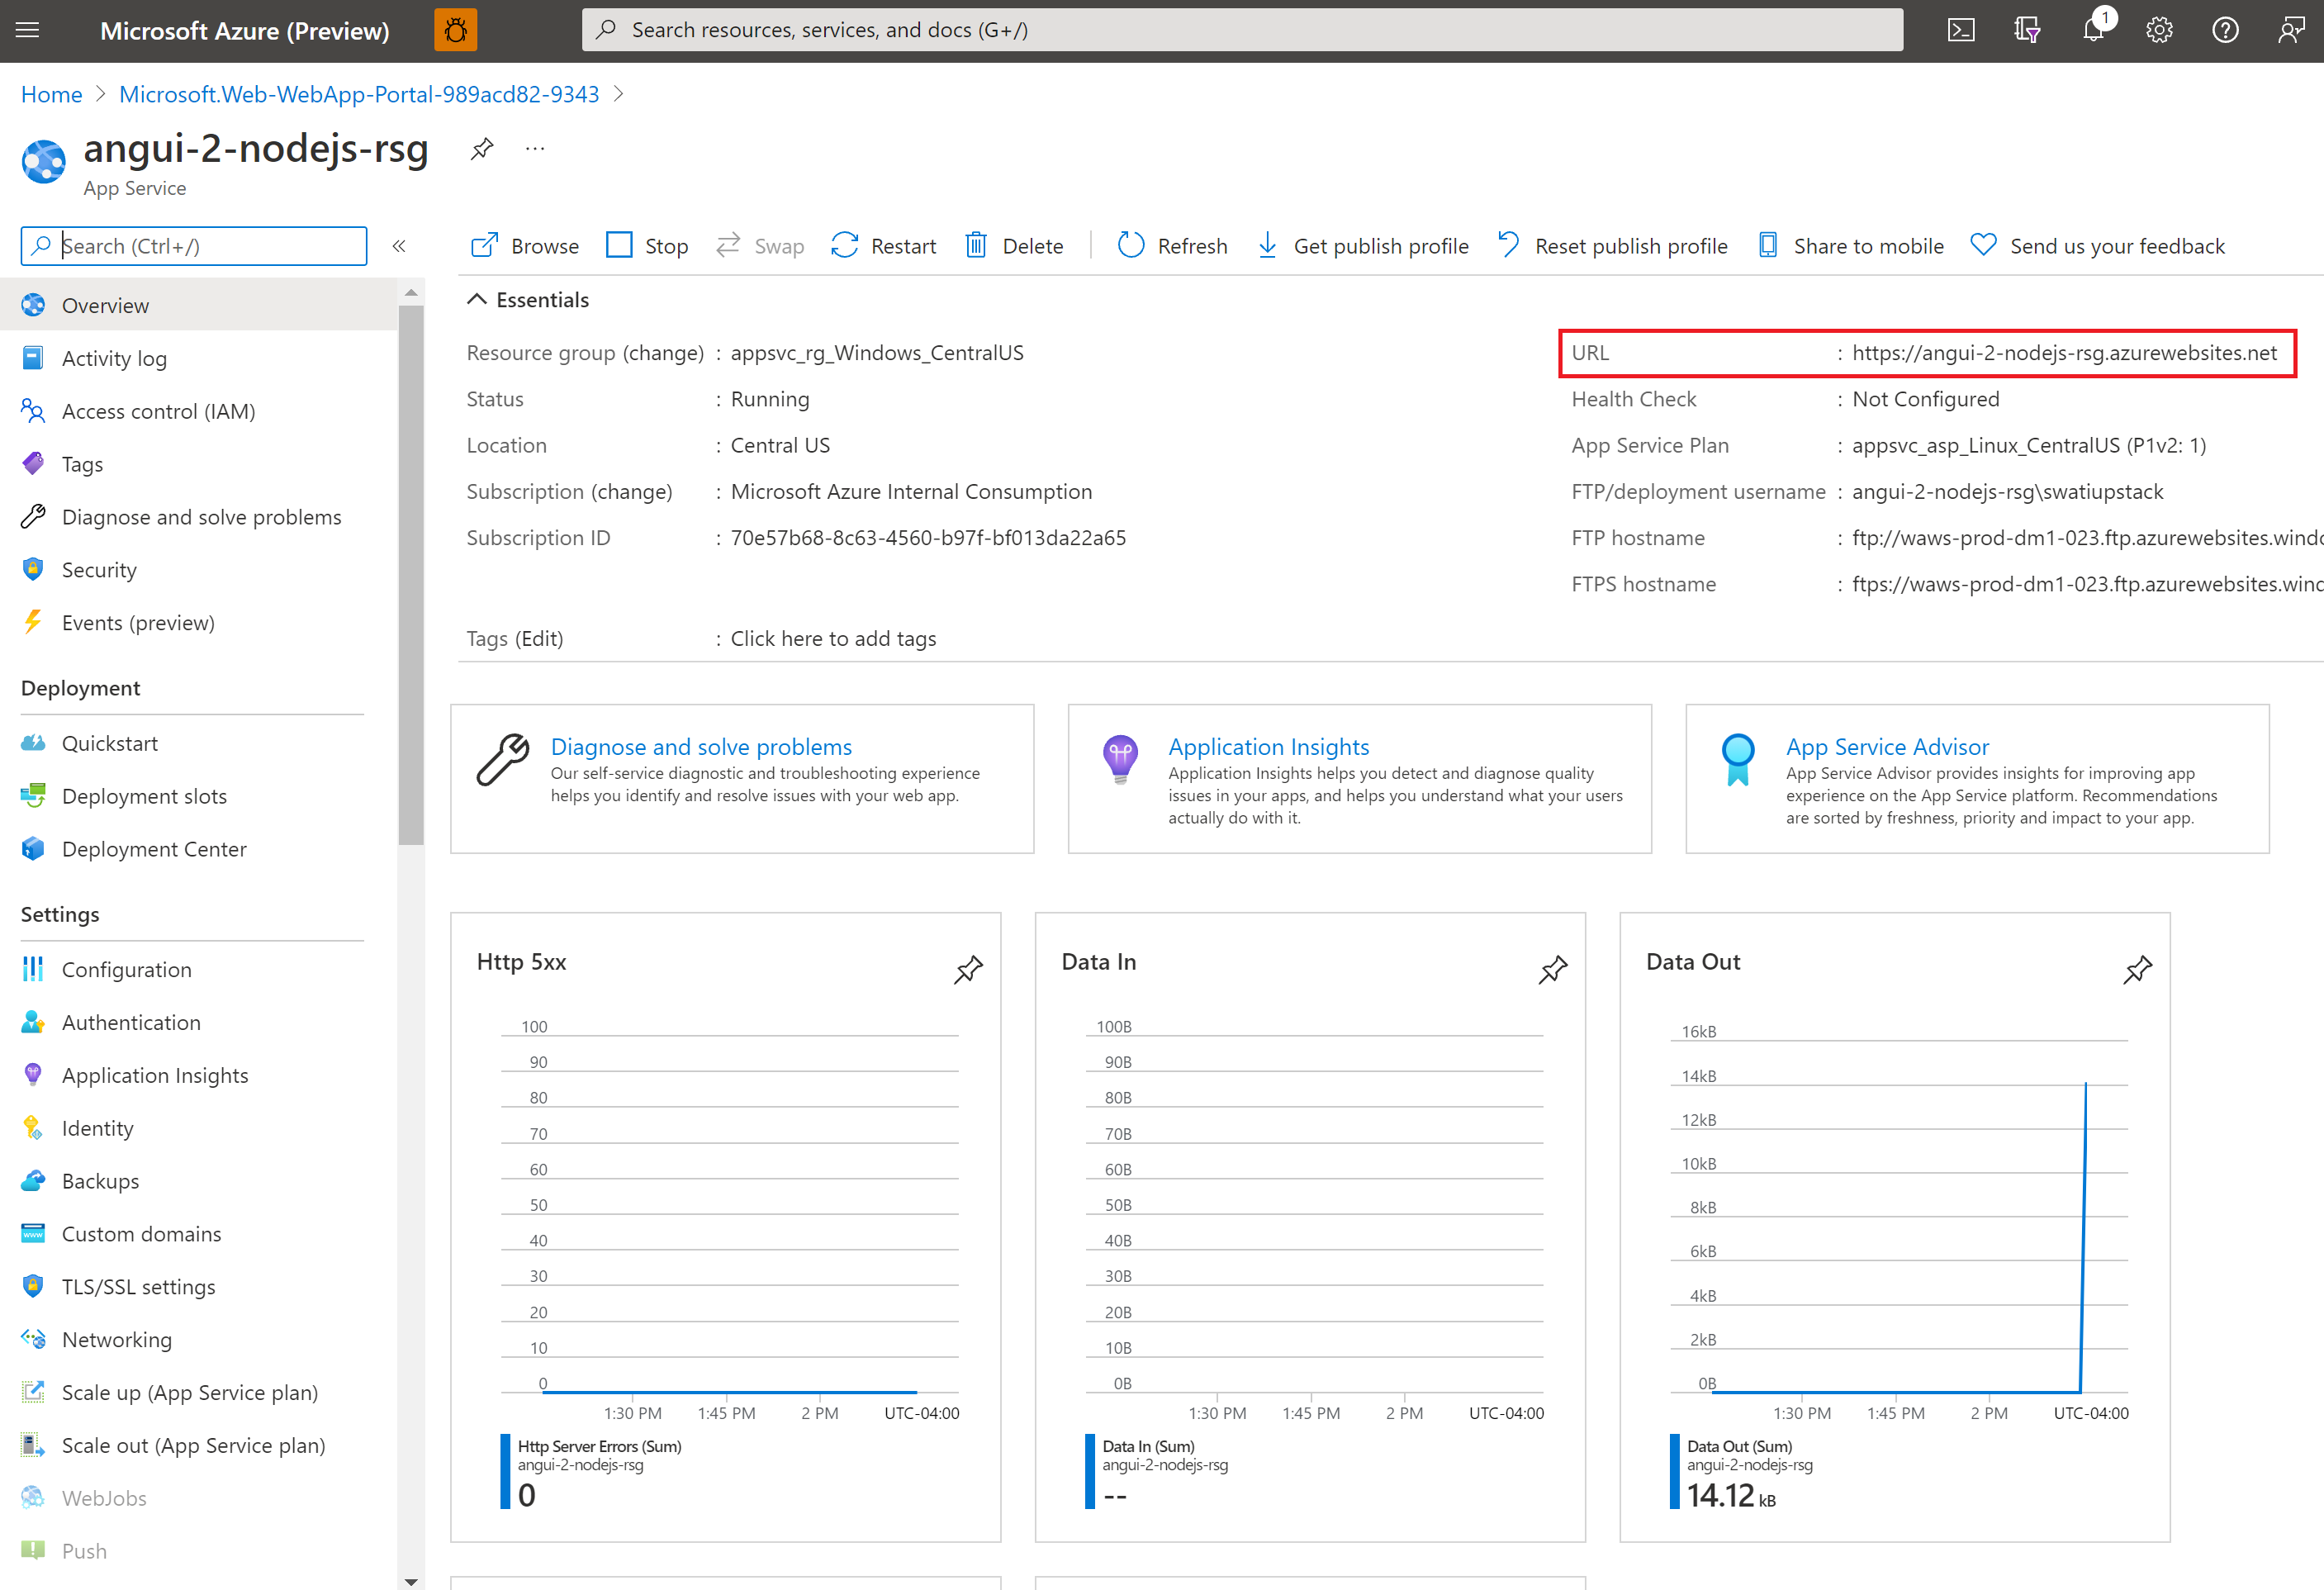 Microsoft Azure (Preview)
Search resources, services, and docs (G+/)
1
Home > Microsoft.Web-WebApp-Portal-989acd82-9343 >
angui-2-nodejs-rsg
...
App Service
Search (Ctrl+/)
«
Browse
Stop
Swap
Restart
Delete
Refresh
Get publish profile
Reset publish profile
Share to mobile
Send us your feedback
Overview
Activity log
Access control (IAM)
Tags
Diagnose and solve problems
Security
Events (preview)
Deployment
Quickstart
Deployment slots
Deployment Center
Settings
Configuration
Authentication
Application Insights
Identity
Backups
Custom domains
TLS/SSL settings
Networking
Scale up (App Service plan)
Scale out (App Service plan)
WebJobs
Push
Essentials
Resource group (change) : appsvc_rg_Windows_CentralUS
Status : Running
Location : Central US
Subscription (change) : Microsoft Azure Internal Consumption
Subscription ID : 70e57b68-8c63-4560-b97f-bf013da22a65
Tags (Edit) : Click here to add tags
URL : https://angui-2-nodejs-rsg.azurewebsites.net
Health Check : Not Configured
App Service Plan : appsvc_asp_Linux_CentralUS (P1v2: 1)
FTP/deployment username : angui-2-nodejs-rsg\swatiupstack
FTP hostname : ftp://waws-prod-dm1-023.ftp.azurewebsites.windo
FTPS hostname : ftps://waws-prod-dm1-023.ftp.azurewebsites.wind
Diagnose and solve problems
Our self-service diagnostic and troubleshooting experience
helps you identify and resolve issues with your web app.
Application Insights
Application Insights helps you detect and diagnose quality
issues in your apps, and helps you understand what your users
actually do with it.
App Service Advisor
App Service Advisor provides insights for improving app
experience on the App Service platform. Recommendations
are sorted by freshness, priority and impact to your app.
Http 5xx
100
90
80
70
60
50
40
30
20
10
0
1:30 PM 1:45 PM 2 PM UTC-04:00
Http Server Errors (Sum)
angui-2-nodejs-rsg
0
Data In
100B
90B
80B
70B
60B
50B
40B
30B
20B
10B
0B
1:30 PM 1:45 PM 2 PM UTC-04:00
Data In (Sum)
angui-2-nodejs-rsg
--
Data Out
16kB
14kB
12kB
10kB
8kB
6kB
4kB
2kB
0B
1:30 PM 1:45 PM 2 PM UTC-04:00
Data Out (Sum)
angui-2-nodejs-rsg
14.12 kB